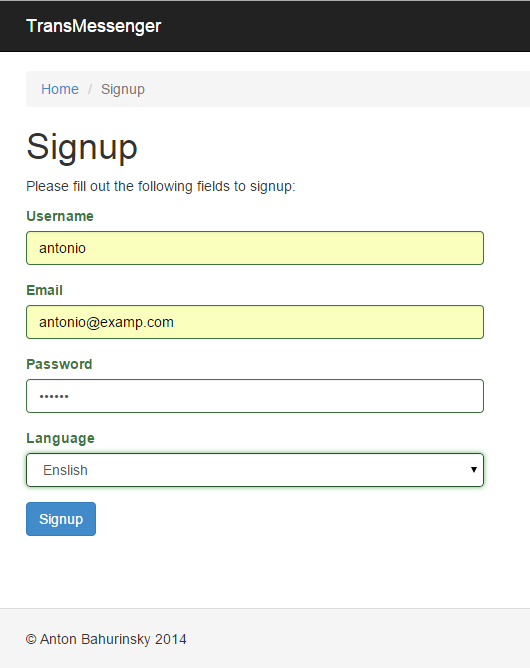 TransMessenger
Home / Signup
Signup
Please fill out the following fields to signup:
Username
antonio
Email
antonio@examp.com
Password
••••••
Language
Enslish
Signup
© Anton Bahurinsky 2014